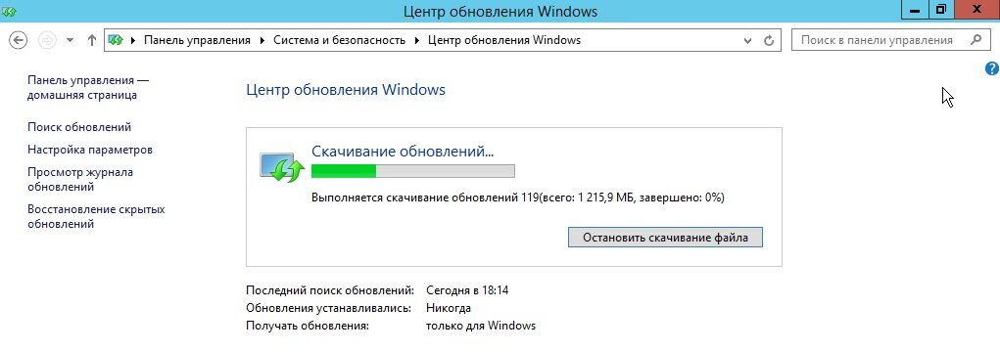 Центр обновления Windows
Панель управления Система и безопасность Центр обновления Windows
Поиск в панели управления
Панель управления —
домашняя страница
Поиск обновлений
Настройка параметров
Просмотр журнала
обновлений
Восстановление скрытых
обновлений
Центр обновления Windows
Скачивание обновлений...
Выполняется скачивание обновлений 119(всего: 1 215,9 МБ, завершено: 0%)
Остановить скачивание файла
Последний поиск обновлений: Сегодня в 18:14
Обновления устанавливались: Никогда
Получать обновления: только для Windows